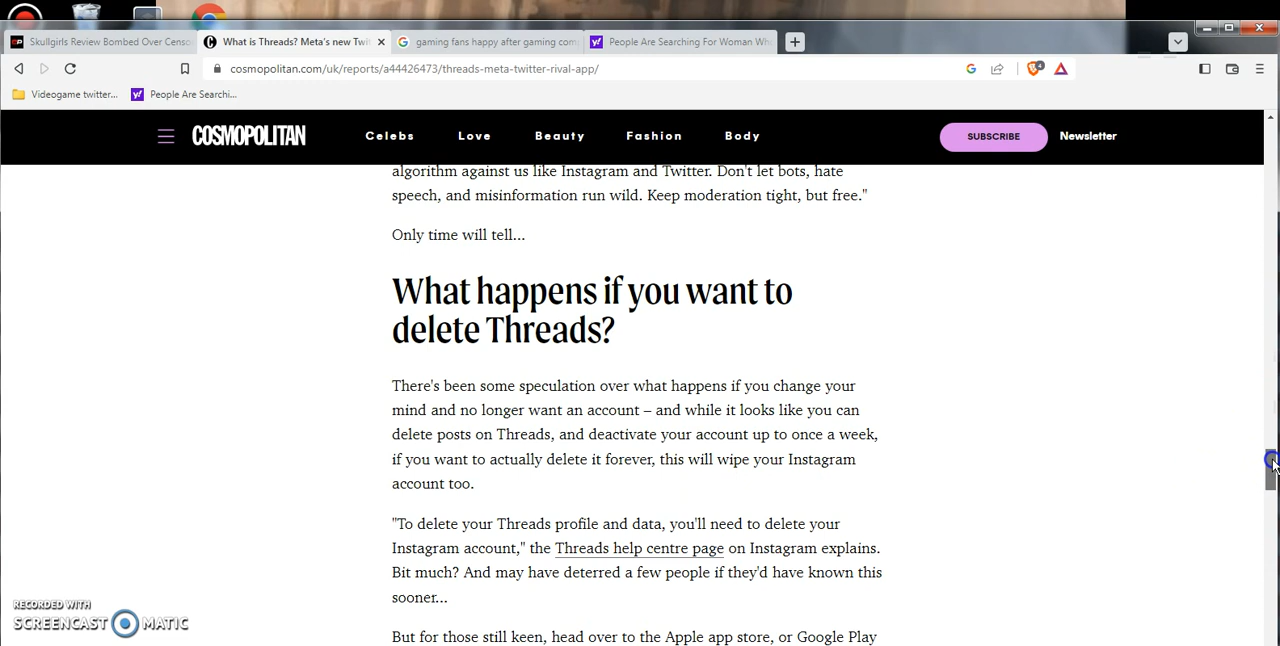 Skullgirls Review Bombed Over Censo
What is Threads? Meta's new Twi
gaming fans happy after gaming com
People Are Searching For Woman Wh
cosmopolitan.com/uk/reports/a44426473/threads-meta-twitter-rival-app/
4
Videogame twitter...
People Are Searchi...
COSMOPOLITAN
Celebs
Love
Beauty
Fashion
Body
SUBSCRIBE
Newsletter
algorithm against us like Instagram and Twitter. Don't let bots, hate
speech, and misinformation run wild. Keep moderation tight, but free."
Only time will tell...
What happens if you want to
delete Threads?
There's been some speculation over what happens if you change your
mind and no longer want an account – and while it looks like you can
delete posts on Threads, and deactivate your account up to once a week,
if you want to actually delete it forever, this will wipe your Instagram
account too.
"To delete your Threads profile and data, you'll need to delete your
Instagram account," the Threads help centre page on Instagram explains.
Bit much? And may have deterred a few people if they'd have known this
sooner...
But for those still keen, head over to the Apple app store, or Google Play
RECORDED WITH
SCREENCAST MATIC